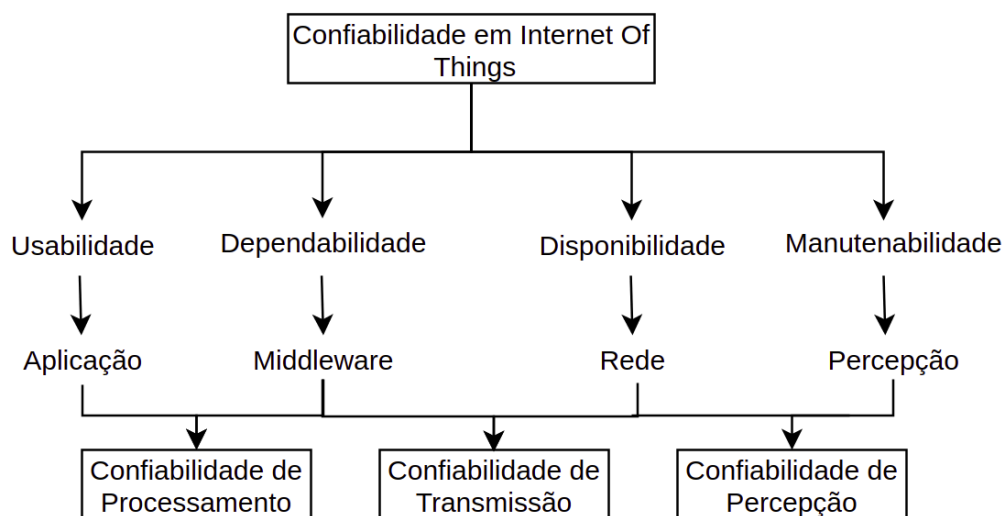 Confiabilidade em Internet Of
Things
Usabilidade
Dependabilidade
Disponibilidade
Manutenabilidade
Aplicação
Middleware
Rede
Percepção
Confiabilidade de
Processamento
Confiabilidade de
Transmissão
Confiabilidade de
Percepção